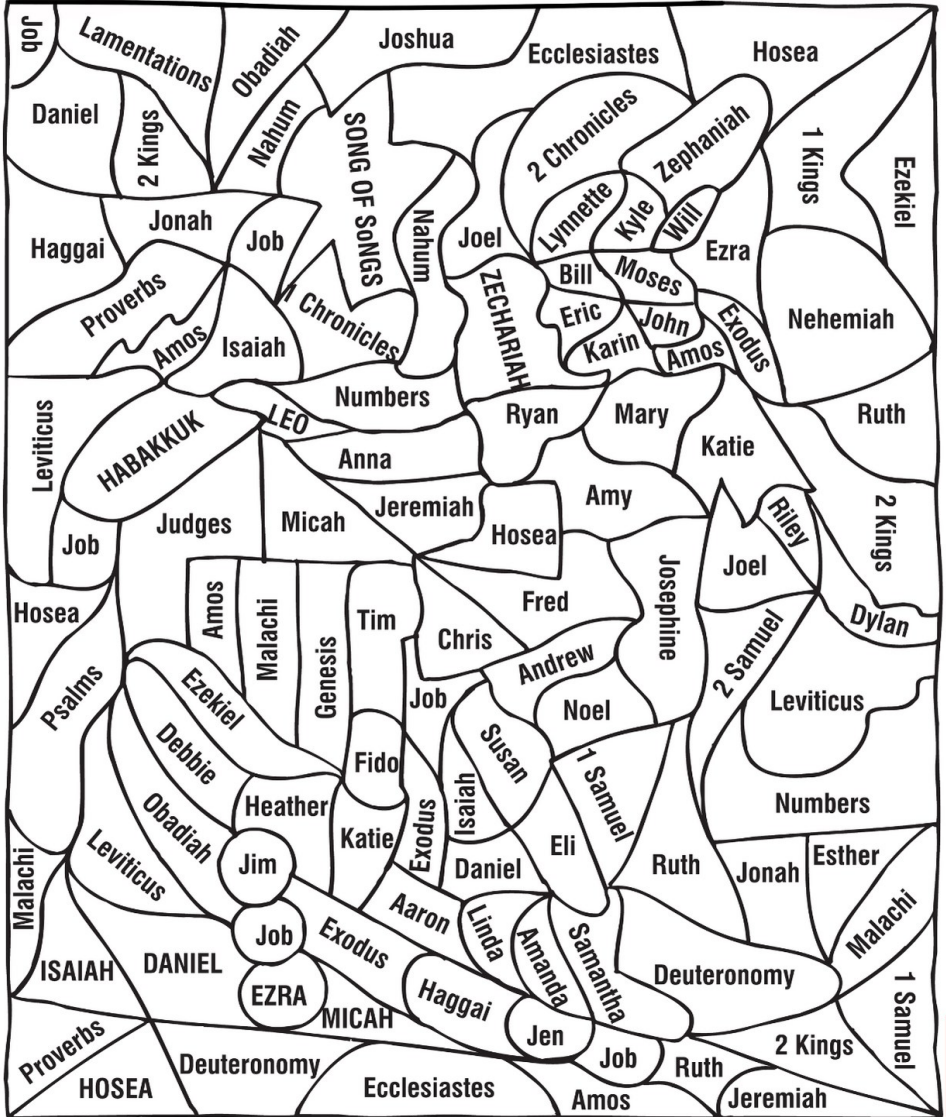 Job
Lamentations
Obadiah
Joshua
Ecclesiastes
Hosea
Daniel
2 Kings
Nahum
SONG OF SoNGS
2 Chronicles
Zephaniah
1 Kings
Ezekiel
Haggai
Jonah
Job
Nahum
Joel
Lynnette
Kyle
Will
Ezra
Proverbs
Amos
Isaiah
1 Chronicles
ZECHARIAH
Bill
Moses
Eric
John
Karin
Amos
Exodus
Nehemiah
Leviticus
HABAKKUK
LEO
Numbers
Ryan
Mary
Katie
Ruth
Anna
Job
Judges
Micah
Jeremiah
Hosea
Amy
Joel
Riley
2 Kings
Hosea
Amos
Malachi
Genesis
Tim
Chris
Fred
Josephine
Dylan
Psalms
Ezekiel
Job
Andrew
Noel
2 Samuel
Leviticus
Debbie
Fido
Susan
1 Samuel
Obadiah
Heather
Katie
Exodus
Isaiah
Eli
Numbers
Malachi
Leviticus
Jim
Daniel
Ruth
Jonah
Esther
Malachi
ISAIAH
DANIEL
Job
Exodus
Aaron
Linda
Amanda
Samantha
Deuteronomy
1 Samuel
EZRA
MICAH
Haggai
Jen
Proverbs
HOSEA
Deuteronomy
Ecclesiastes
Job
Ruth
2 Kings
Amos
Jeremiah